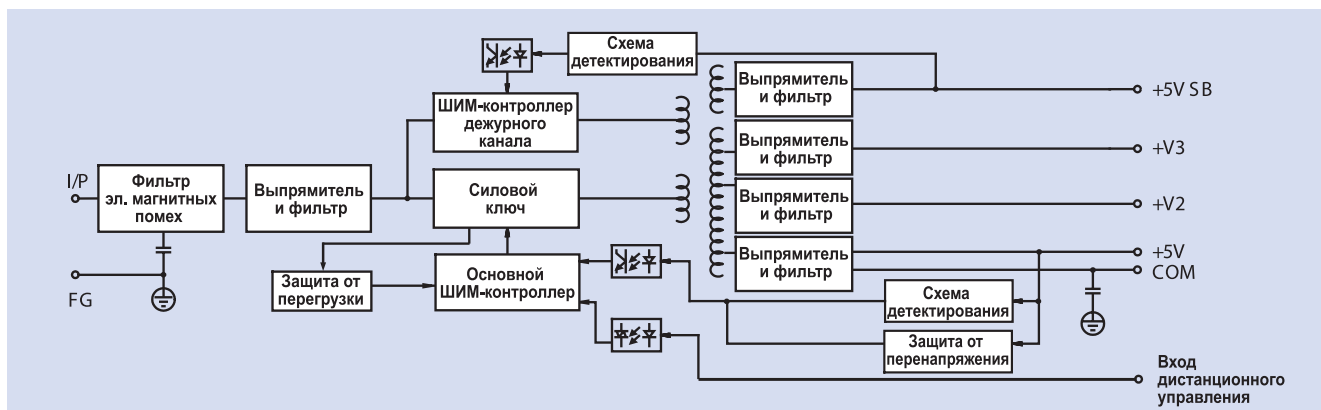 Схема
детектирования
Выпрямитель
и фильтр
+5V SB
ШИМ-контроллер
дежурного
канала
Выпрямитель
и фильтр
+V3
I/P
Фильтр
эл. магнитных
помех
Выпрямитель
и фильтр
Силовой
ключ
Выпрямитель
и фильтр
+V2
Выпрямитель
и фильтр
+5V
COM
FG
Защита от
перегрузки
Основной
ШИМ-контроллер
Схема
детектирования
Защита от
перенапряжения
Вход
дистанционного
управления